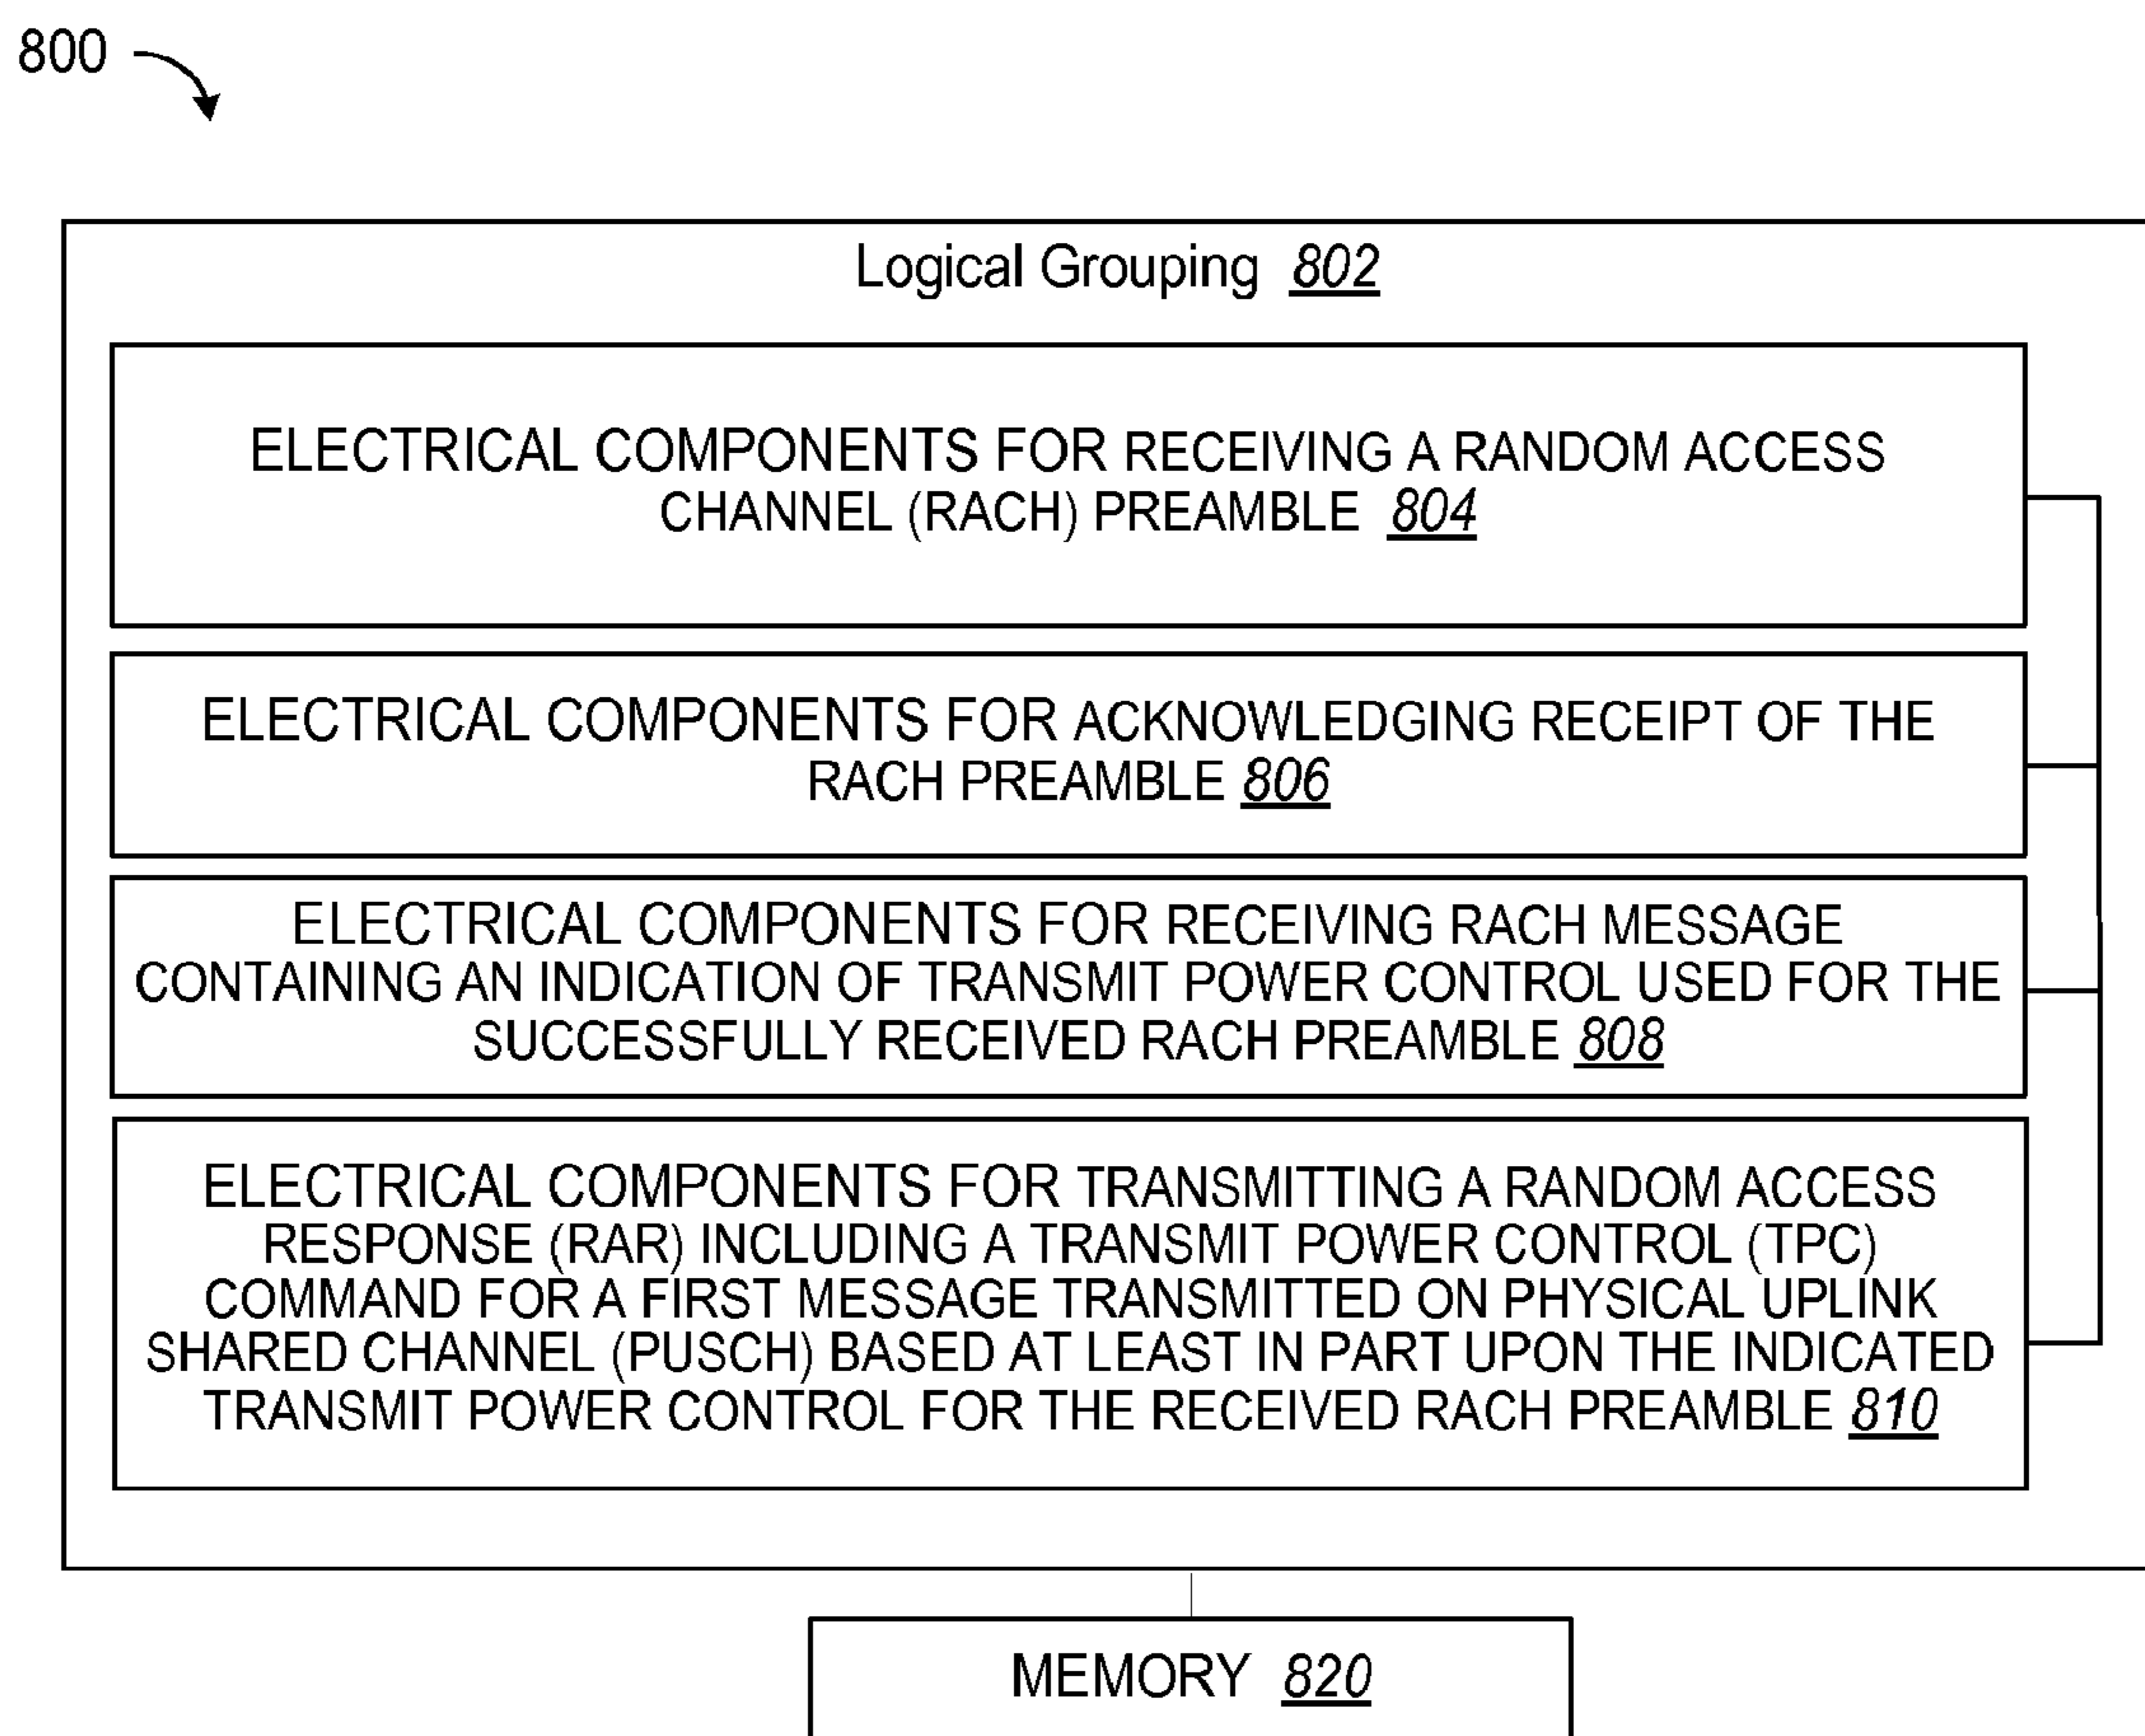 800
Logical Grouping 802
ELECTRICAL COMPONENTS FOR RECEIVING A RANDOM ACCESS
CHANNEL (RACH) PREAMBLE 804
ELECTRICAL COMPONENTS FOR ACKNOWLEDGING RECEIPT OF THE
RACH PREAMBLE 806
ELECTRICAL COMPONENTS FOR RECEIVING RACH MESSAGE
CONTAINING AN INDICATION OF TRANSMIT POWER CONTROL USED FOR THE
SUCCESSFULLY RECEIVED RACH PREAMBLE 808
ELECTRICAL COMPONENTS FOR TRANSMITTING A RANDOM ACCESS
RESPONSE (RAR) INCLUDING A TRANSMIT POWER CONTROL (TPC)
COMMAND FOR A FIRST MESSAGE TRANSMITTED ON PHYSICAL UPLINK
SHARED CHANNEL (PUSCH) BASED AT LEAST IN PART UPON THE INDICATED
TRANSMIT POWER CONTROL FOR THE RECEIVED RACH PREAMBLE 810
MEMORY 820